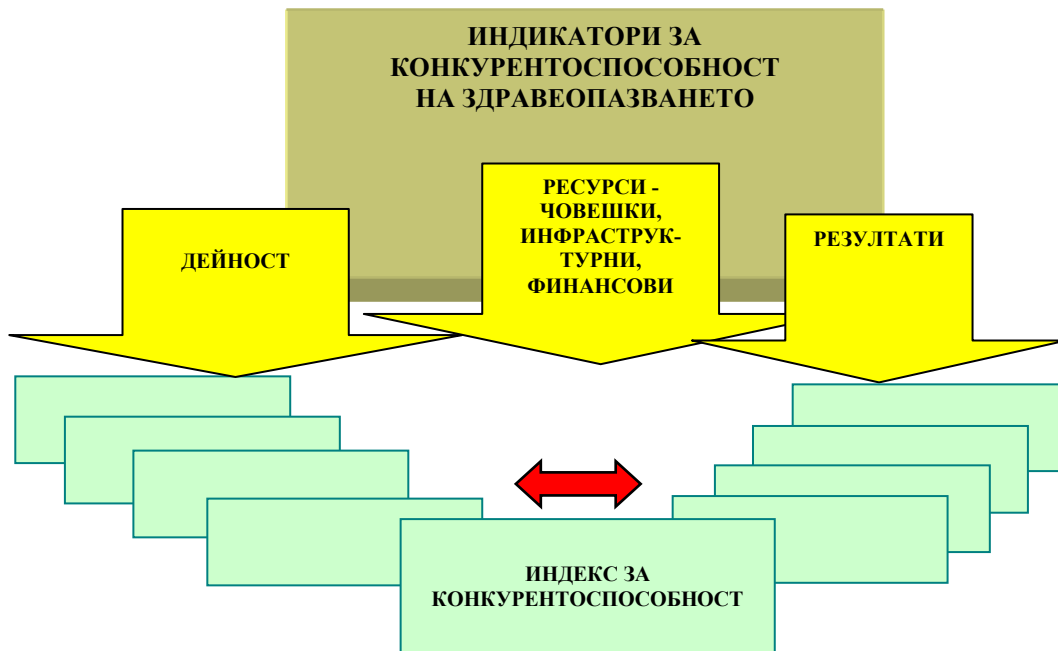 ИНДИКАТОРИ ЗА
КОНКУРЕНТОСПОСОБНОСТ
НА ЗДРАВЕОПАЗВАНЕТО
ДЕЙНОСТ
РЕСУРСИ -
ЧОВЕШКИ,
ИНФРАСТРУК-
ТУРНИ,
ФИНАНСОВИ
РЕЗУЛТАТИ
ИНДЕКС ЗА
КОНКУРЕНТОСПОСОБНОСТ